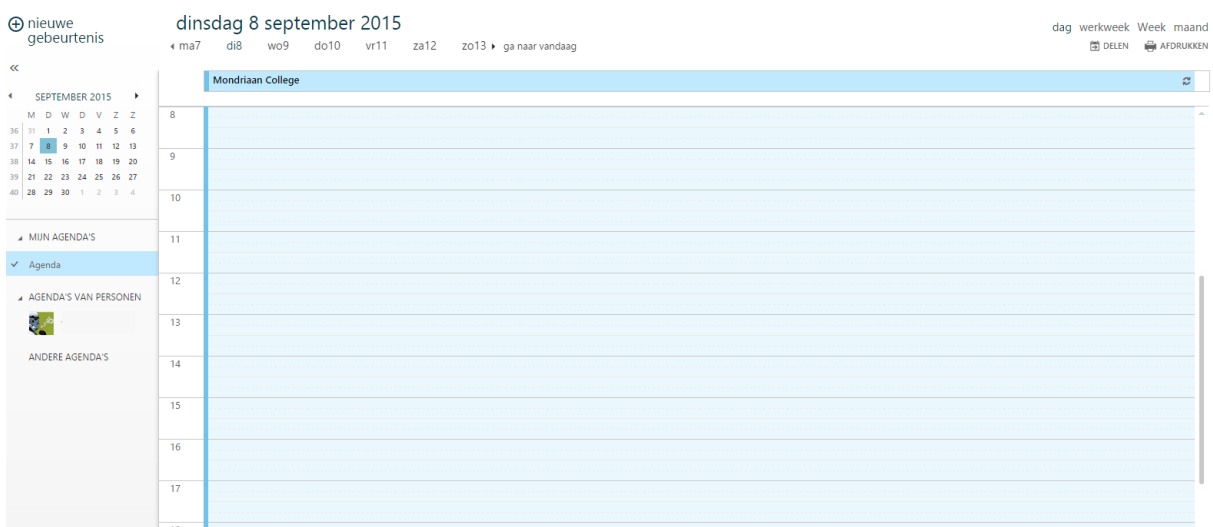 nieuwe
gebeurtenis
dinsdag 8 september 2015
ma7 di8 wo9 do10 vr11 za12 zo13 ga naar vandaag
dag werkweek Week maand
DELEN AFDRUKKEN
«
SEPTEMBER 2015
M D W D V Z Z
36 31 1 2 3 4 5 6
37 7 8 9 10 11 12 13
38 14 15 16 17 18 19 20
39 21 22 23 24 25 26 27
40 28 29 30 1 2 3 4
MIJN AGENDA'S
Agenda
AGENDA'S VAN PERSONEN
ANDERE AGENDA'S
Mondriaan College
8
9
10
11
12
13
14
15
16
17